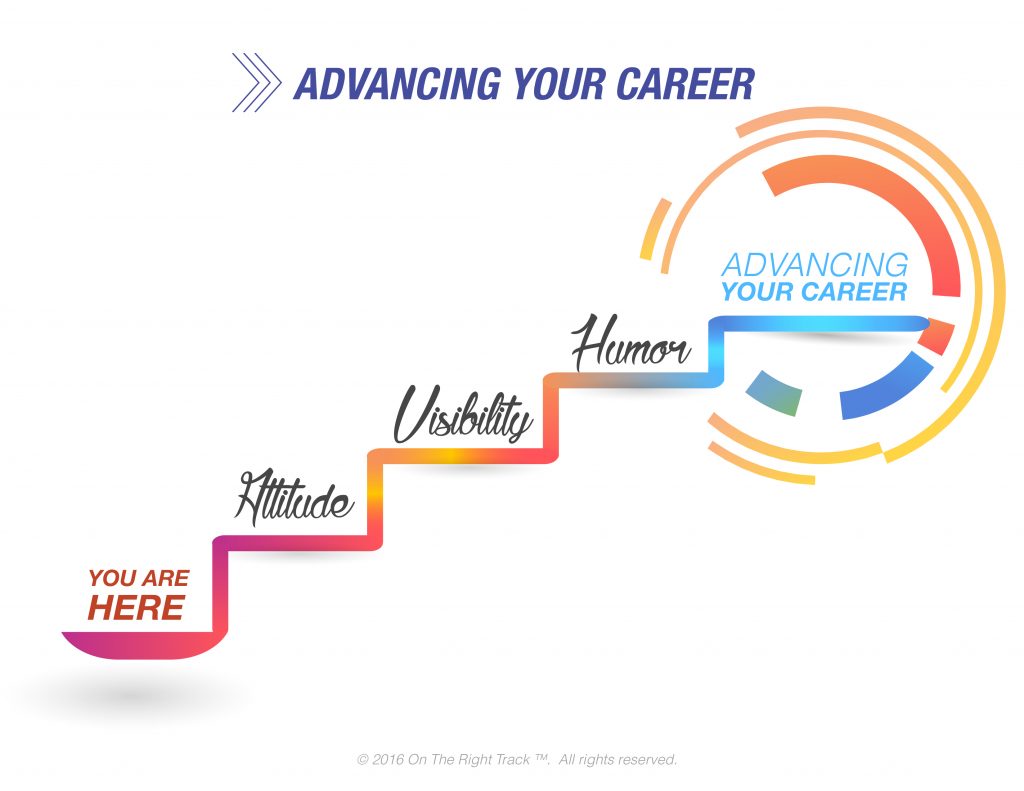 ADVANCING YOUR CAREER
ADVANCING
YOUR CAREER
Humor
Visibility
Attitude
YOU ARE
HERE
© 2016 On The Right Track ™. All rights reserved.